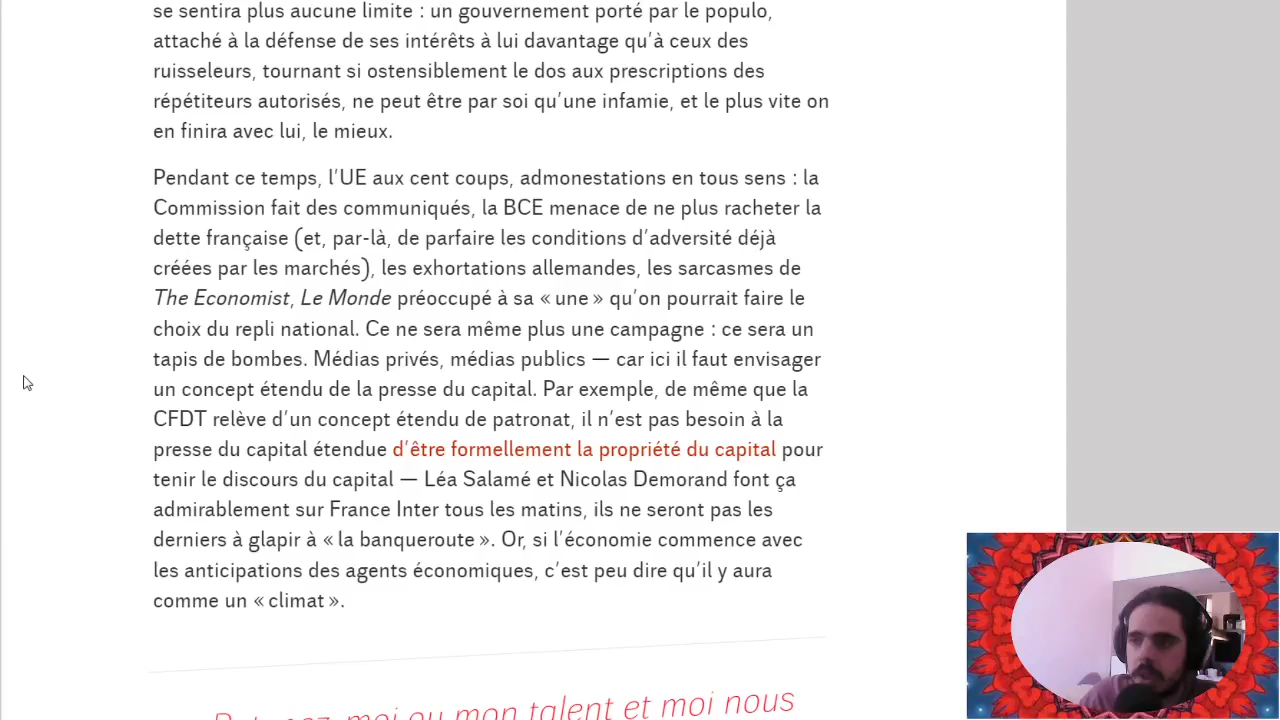 se sentira plus aucune limite : un gouvernement porté par le populo,
attaché à la défense de ses intérêts à lui davantage qu’à ceux des
ruisseleurs, tournant si ostensiblement le dos aux prescriptions des
répétiteurs autorisés, ne peut être par soi qu’une infamie, et le plus vite on
en finira avec lui, le mieux.
Pendant ce temps, l’UE aux cent coups, admonestations en tous sens : la
Commission fait des communiqués, la BCE menace de ne plus racheter la
dette française (et, par-là, de parfaire les conditions d’adversité déjà
créées par les marchés), les exhortations allemandes, les sarcasmes de
The Economist, Le Monde préoccupé à sa « une » qu’on pourrait faire le
choix du repli national. Ce ne sera même plus une campagne : ce sera un
tapis de bombes. Médias privés, médias publics — car ici il faut envisager
un concept étendu de la presse du capital. Par exemple, de même que la
CFDT relève d’un concept étendu de patronat, il n’est pas besoin à la
presse du capital étendue d’être formellement la propriété du capital pour
tenir le discours du capital — Léa Salamé et Nicolas Demorand font ça
admirablement sur France Inter tous les matins, ils ne seront pas les
derniers à glapir à « la banqueroute ». Or, si l’économie commence avec
les anticipations des agents économiques, c’est peu dire qu’il y aura
comme un « climat ».
moi ou mon talent et moi nous